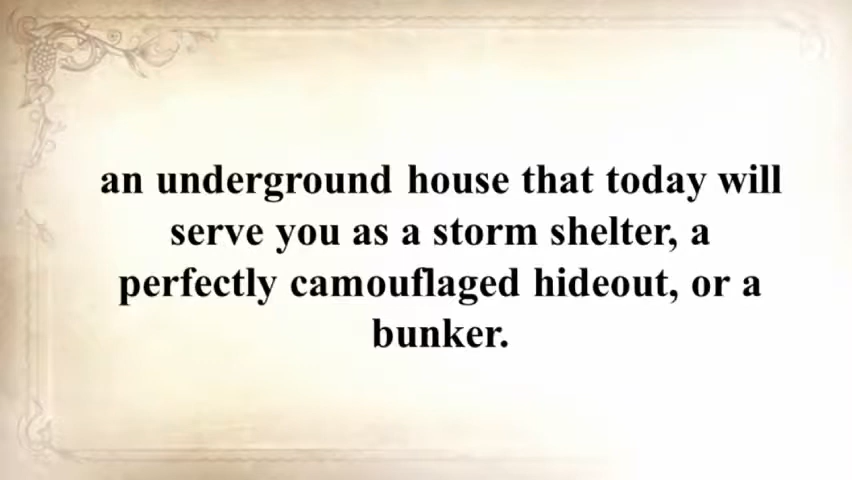 an underground house that today will
serve you as a storm shelter, a
perfectly camouflaged hideout, or a
bunker.